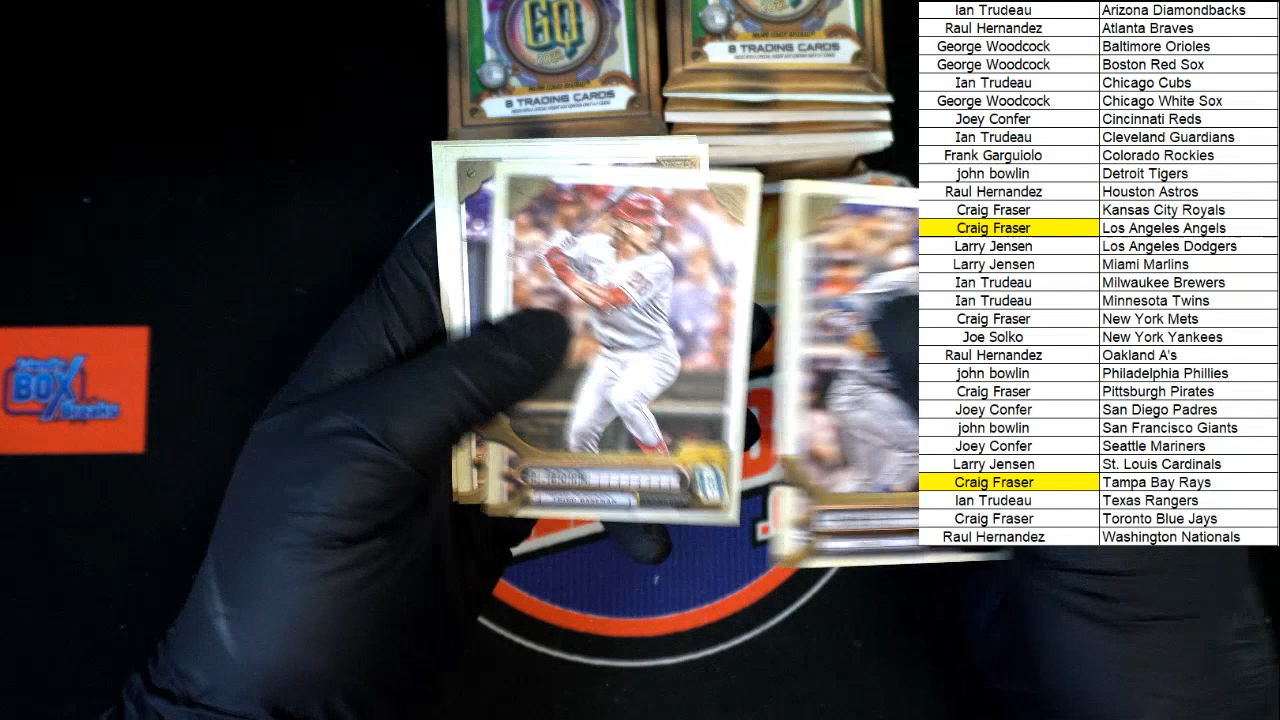 GQ
8 TRADING CARDS
8 TRADING CARDS
BOX
Breaks
Ian Trudeau Arizona Diamondbacks
Raul Hernandez Atlanta Braves
George Woodcock Baltimore Orioles
George Woodcock Boston Red Sox
Ian Trudeau Chicago Cubs
George Woodcock Chicago White Sox
Joey Confer Cincinnati Reds
Ian Trudeau Cleveland Guardians
Frank Garguiolo Colorado Rockies
john bowlin Detroit Tigers
Raul Hernandez Houston Astros
Craig Fraser Kansas City Royals
Craig Fraser Los Angeles Angels
Larry Jensen Los Angeles Dodgers
Larry Jensen Miami Marlins
Ian Trudeau Milwaukee Brewers
Ian Trudeau Minnesota Twins
Craig Fraser New York Mets
Joe Solko New York Yankees
Raul Hernandez Oakland A's
john bowlin Philadelphia Phillies
Craig Fraser Pittsburgh Pirates
Joey Confer San Diego Padres
john bowlin San Francisco Giants
Joey Confer Seattle Mariners
Larry Jensen St. Louis Cardinals
Craig Fraser Tampa Bay Rays
Ian Trudeau Texas Rangers
Craig Fraser Toronto Blue Jays
Raul Hernandez Washington Nationals